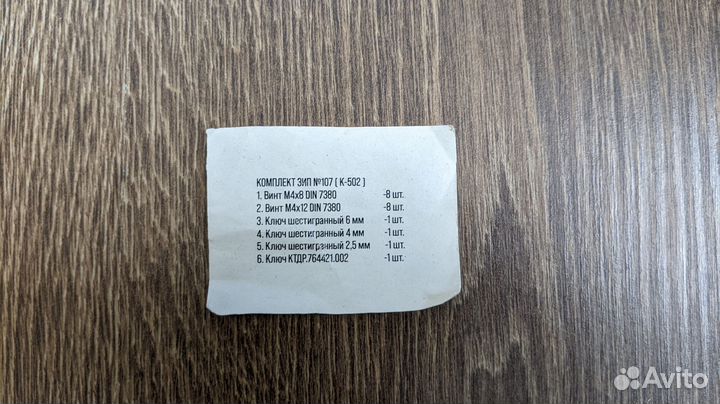 КОМПЛЕКТ ЗИП №107 ( К-502 )
1. Винт М4х8 DIN 7380 -8 шт.
2. Винт М4х12 DIN 7380 -8 шт.
3. Ключ шестигранный 6 мм -1 шт.
4. Ключ шестигранный 4 мм -1 шт.
5. Ключ шестигранный 2,5 мм -1 шт.
6. Ключ КТДР.764421.002 -1 шт.
Avito